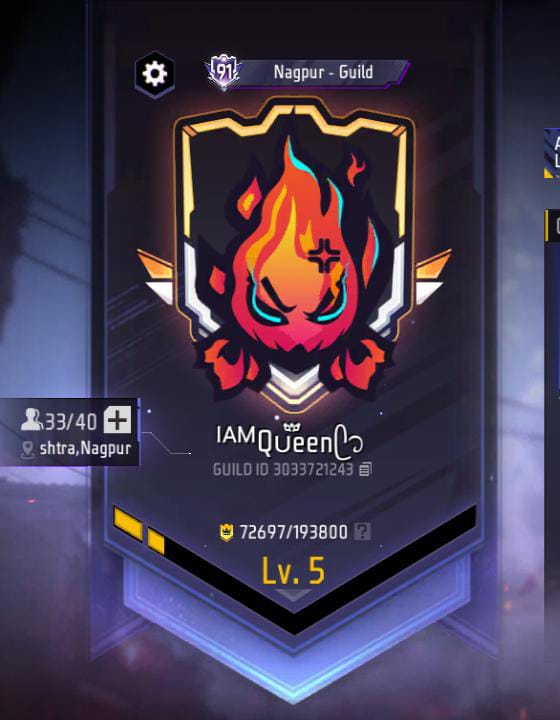 91
Nagpur - Guild
33/40
shtra,Nagpur
IAMQueen
GUILD ID 3033721243
72697/193800 ?
Lv. 5